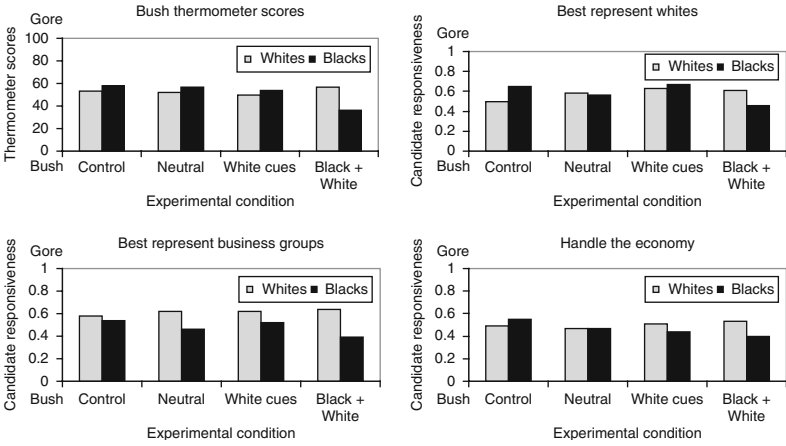 Bush thermometer scores
Gore
100
80
60
40
20
0
Thermometer scores
Whites Blacks
Bush Control Neutral White cues Black +
White
Experimental condition
Best represent whites
Gore
1
0.8
0.6
0.4
0.2
0
Candidate responsiveness
Whites Blacks
Bush Control Neutral White cues Black +
White
Experimental condition
Best represent business groups
Gore
1
0.8
0.6
0.4
0.2
0
Candidate responsiveness
Whites Blacks
Bush Control Neutral White cues Black +
White
Experimental condition
Handle the economy
Gore
1
0.8
0.6
0.4
0.2
0
Candidate responsiveness
Whites Blacks
Bush Control Neutral White cues Black +
White
Experimental condition